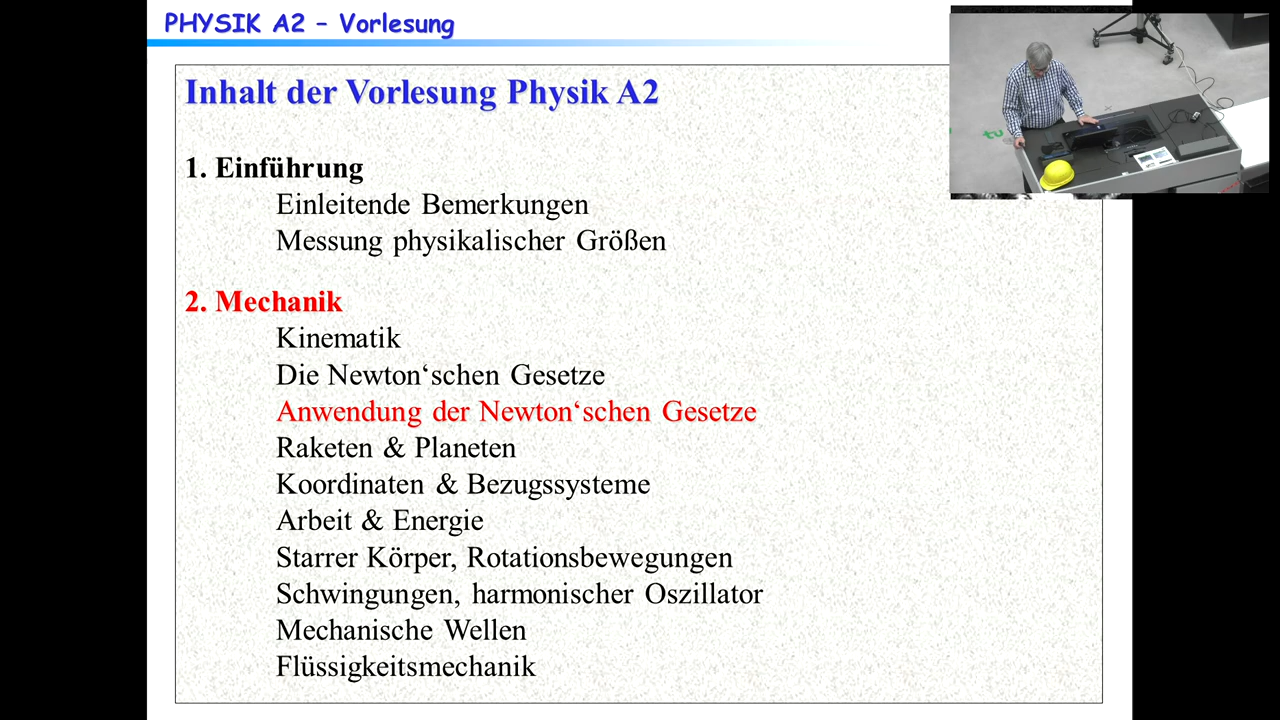 PHYSIK A2 – Vorlesung
Inhalt der Vorlesung Physik A2
1. Einführung
Einleitende Bemerkungen
Messung physikalischer Größen
2. Mechanik
Kinematik
Die Newton‘schen Gesetze
Anwendung der Newton‘schen Gesetze
Raketen & Planeten
Koordinaten & Bezugssysteme
Arbeit & Energie
Starrer Körper, Rotationsbewegungen
Schwingungen, harmonischer Oszillator
Mechanische Wellen
Flüssigkeitsmechanik